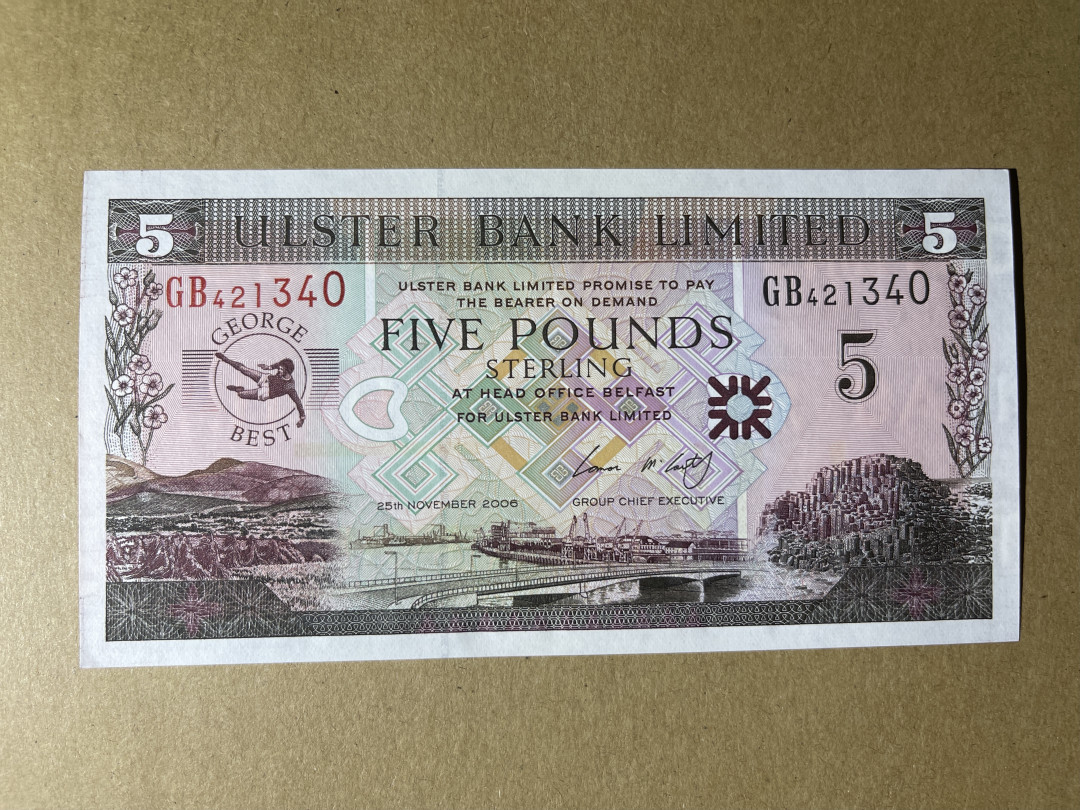 5 ULSTER BANK LIMITED 5
GB421340
GB421340
ULSTER BANK LIMITED PROMISE TO PAY
THE BEARER ON DEMAND
FIVE POUNDS
STERLING
AT HEAD OFFICE BELFAST
FOR ULSTER BANK LIMITED
GEORGE
BEST
5
25TH NOVEMBER 2006
GROUP CHIEF EXECUTIVE